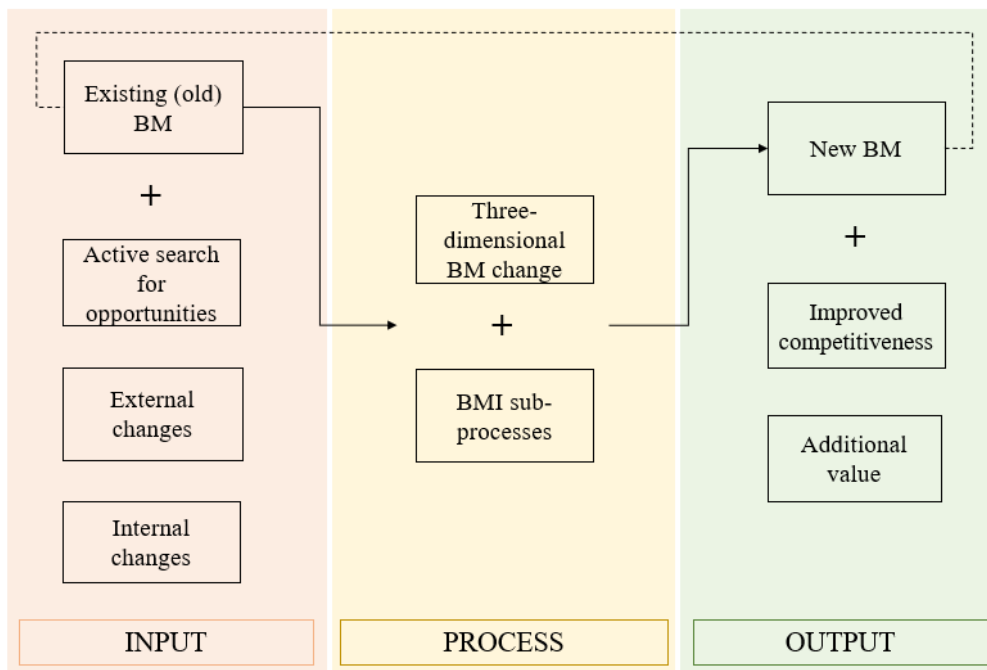 Existing (old)
BM
+
Active search
for
opportunities
External
changes
Internal
changes
INPUT
Three-
dimensional
BM change
+
BMI sub-
processes
PROCESS
New BM
+
Improved
competitiveness
Additional
value
OUTPUT